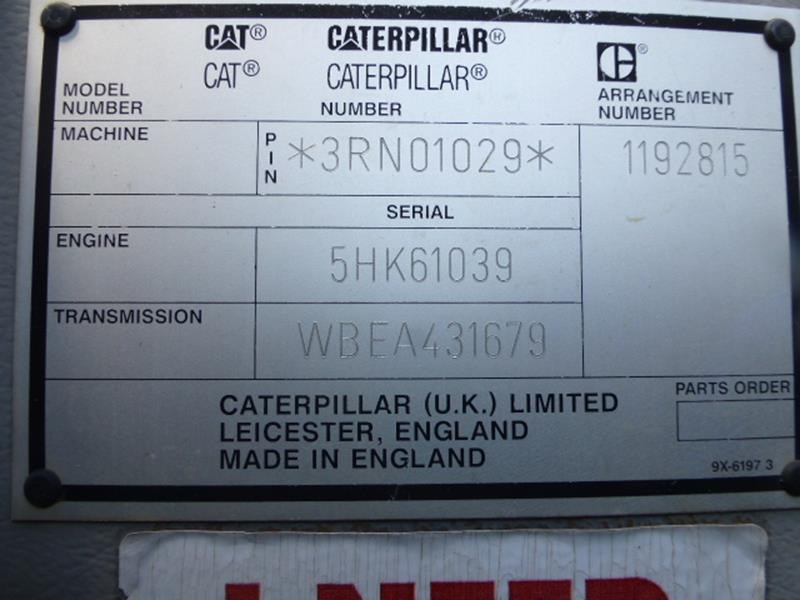 CAT® CATERPILLAR®
CAT® CATERPILLAR®
MODEL NUMBER
NUMBER
ARRANGEMENT NUMBER
MACHINE
PIN *3RN01029*
1192815
SERIAL
ENGINE
5HK61039
TRANSMISSION
WBEA431679
CATERPILLAR (U.K.) LIMITED
LEICESTER, ENGLAND
MADE IN ENGLAND
PARTS ORDER
9X-6197 3